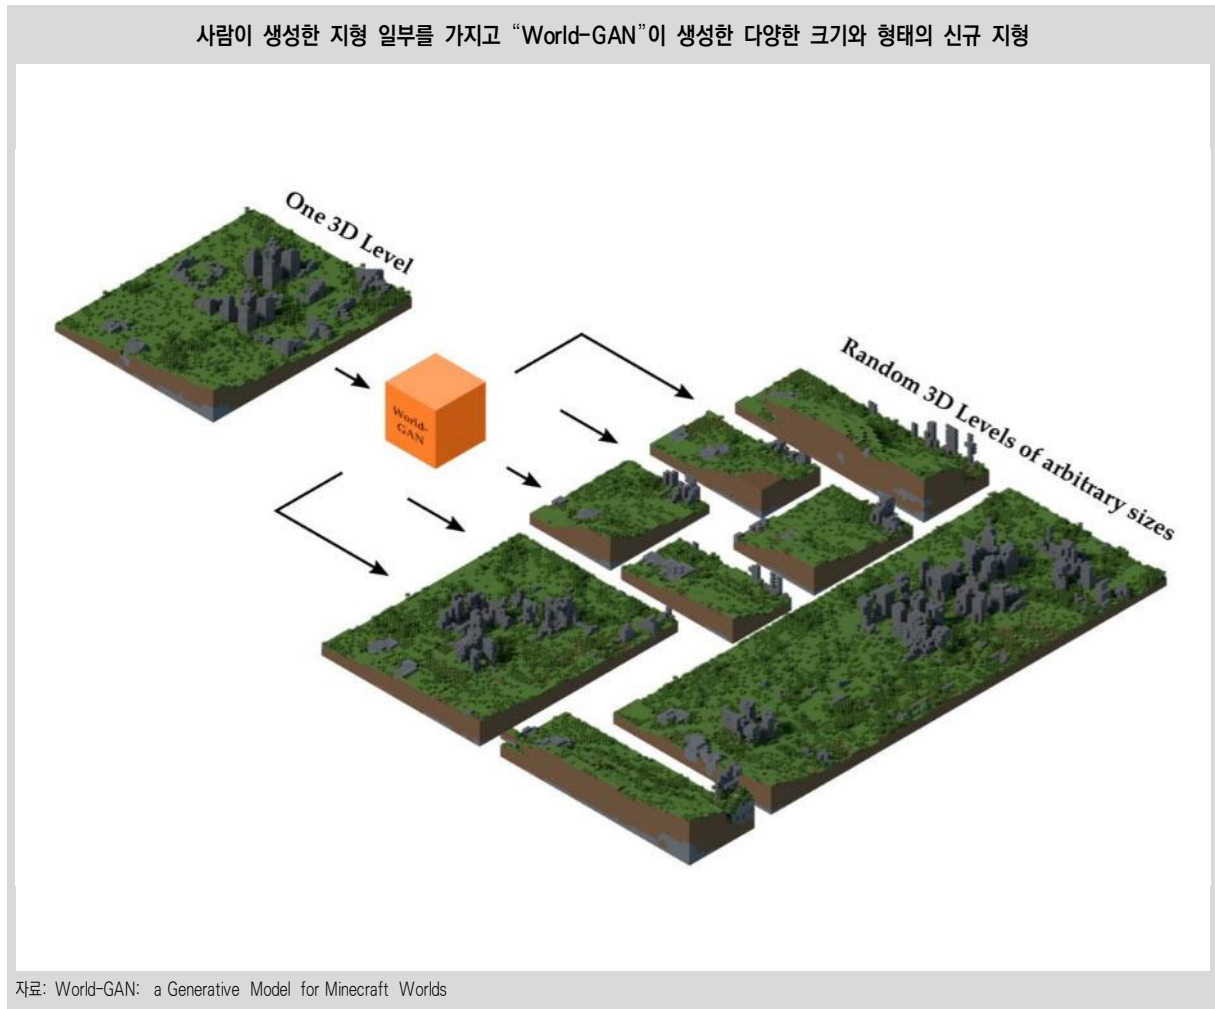 사람이 생성한 지형 일부를 가지고 “World-GAN”이 생성한 다양한 크기와 형태의 신규 지형
One 3D Level
World-
GAN
Random 3D Levels of arbitrary sizes
자료: World-GAN: a Generative Model for Minecraft Worlds